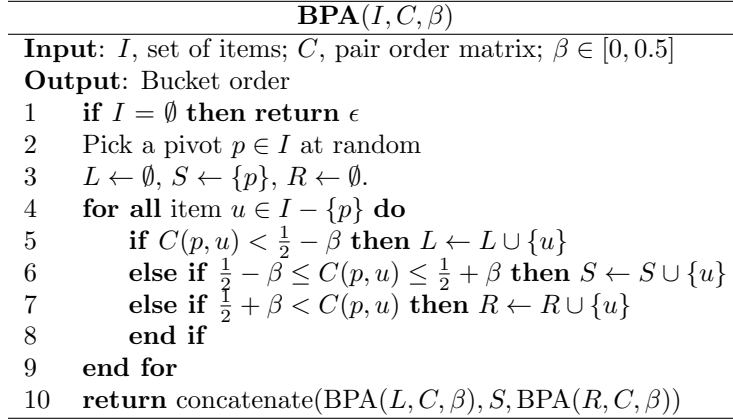 BPA(I, C, β)
Input: I, set of items; C, pair order matrix; β ∈ [0, 0.5]
Output: Bucket order
1 if I = ∅ then return ϵ
2 Pick a pivot p ∈ I at random
3 L ← ∅, S ← {p}, R ← ∅.
4 for all item u ∈ I − {p} do
5 if C(p, u) < 1/2 − β then L ← L ∪ {u}
6 else if 1/2 − β ≤ C(p, u) ≤ 1/2 + β then S ← S ∪ {u}
7 else if 1/2 + β < C(p, u) then R ← R ∪ {u}
8 end if
9 end for
10 return concatenate(BPA(L, C, β), S, BPA(R, C, β))